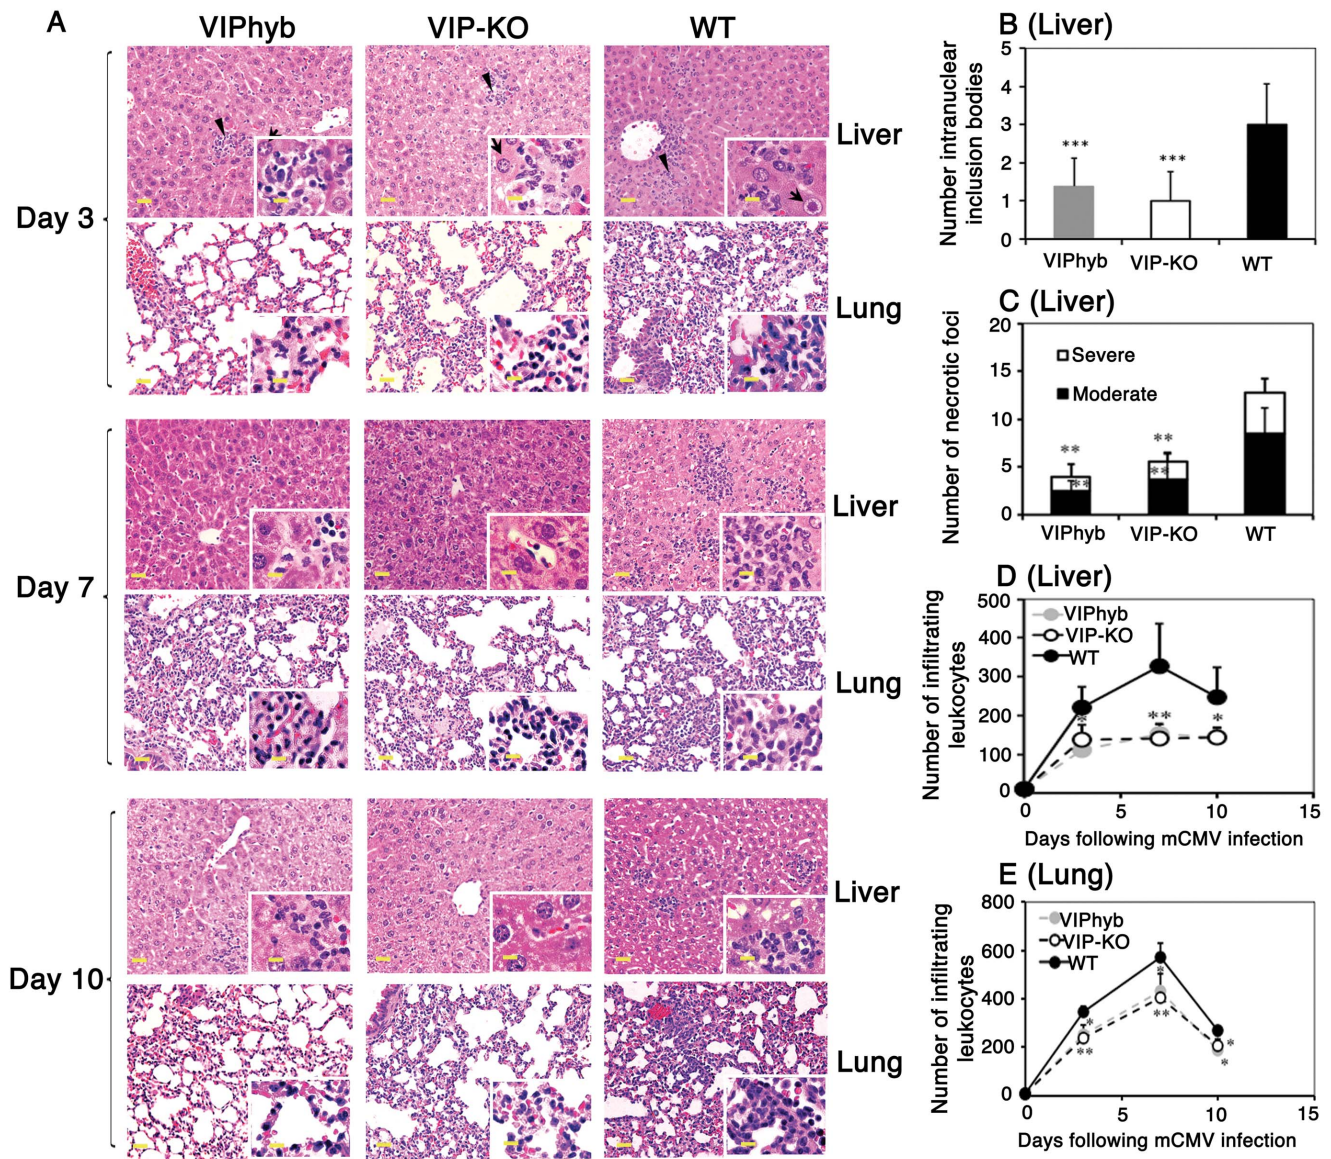 A
VIPhyb
VIP-KO
WT
Day 3
Liver
Lung
Day 7
Liver
Lung
Day 10
Liver
Lung
B (Liver)
Number intranuclear
inclusion bodies
5
4
3
2
1
0
***
***
VIPhyb
VIP-KO
WT
C (Liver)
Number of necrotic foci
20
15
10
5
0
Severe
Moderate
**
**
**
**
VIPhyb
VIP-KO
WT
D (Liver)
Number of infiltrating
leukocytes
500
400
300
200
100
0
VIPhyb
VIP-KO
WT
*
**
*
5
10
15
Days following mCMV infection
E (Lung)
Number of infiltrating
leukocytes
800
600
400
200
0
VIPhyb
VIP-KO
WT
*
**
*
**
*
*
0
5
10
15
Days following mCMV infection